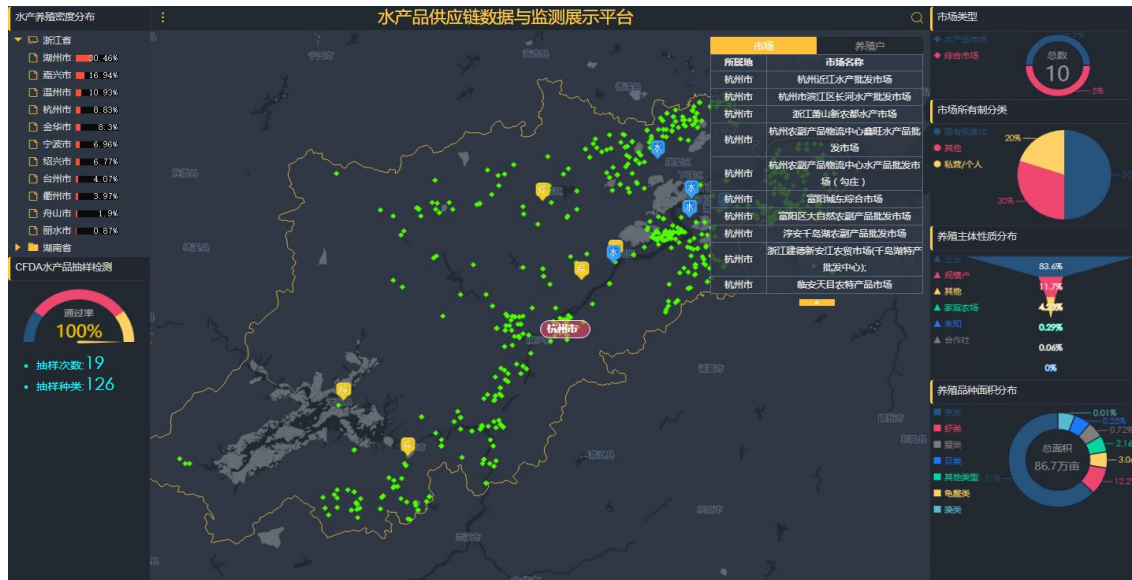 水产养殖密度分布
浙江省
湖州市 30.46%
嘉兴市 16.94%
温州市 10.93%
杭州市 8.83%
金华市 8.3%
宁波市 6.96%
绍兴市 6.77%
台州市 4.07%
衢州市 3.97%
舟山市 1.9%
丽水市 0.87%
湖南省
CFDA水产品抽样检测
通过率
100%
抽样次数:19
抽样种类:126
水产品供应链数据与监测展示平台
杭州市
市场 养殖户
所在地 市场名称
杭州市 杭州近江水产批发市场
杭州市 杭州市滨江区长河水产批发市场
杭州市 浙江萧山新农都水产市场
杭州市 杭州农副产品物流中心鑫旺水产品批
发市场
杭州市 杭州农副产品物流中心水产品批发市
场(勾庄)
杭州市 富阳城东综合市场
杭州市 富阳区大自然农副产品批发市场
杭州市 淳安千岛湖农副产品批发市场
杭州市 浙江建德新安江农贸市场(千岛湖特产
批发中心);
杭州市 临安天目农特产品市场
市场类型
水产品市场
综合市场
总数
10
市场所有制分类
其他
私营/个人
20%
30%
养殖主体性质分布
企业
规模户
其他
家庭农场
未知
合作社
83.6%
11.7%
0.29%
0.06%
0%
养殖品种面积分布
鱼类
虾类
蟹类
贝类
其他类型
龟鳖类
藻类
总面积
86.7万亩
0.01%
0.25%
0.72%